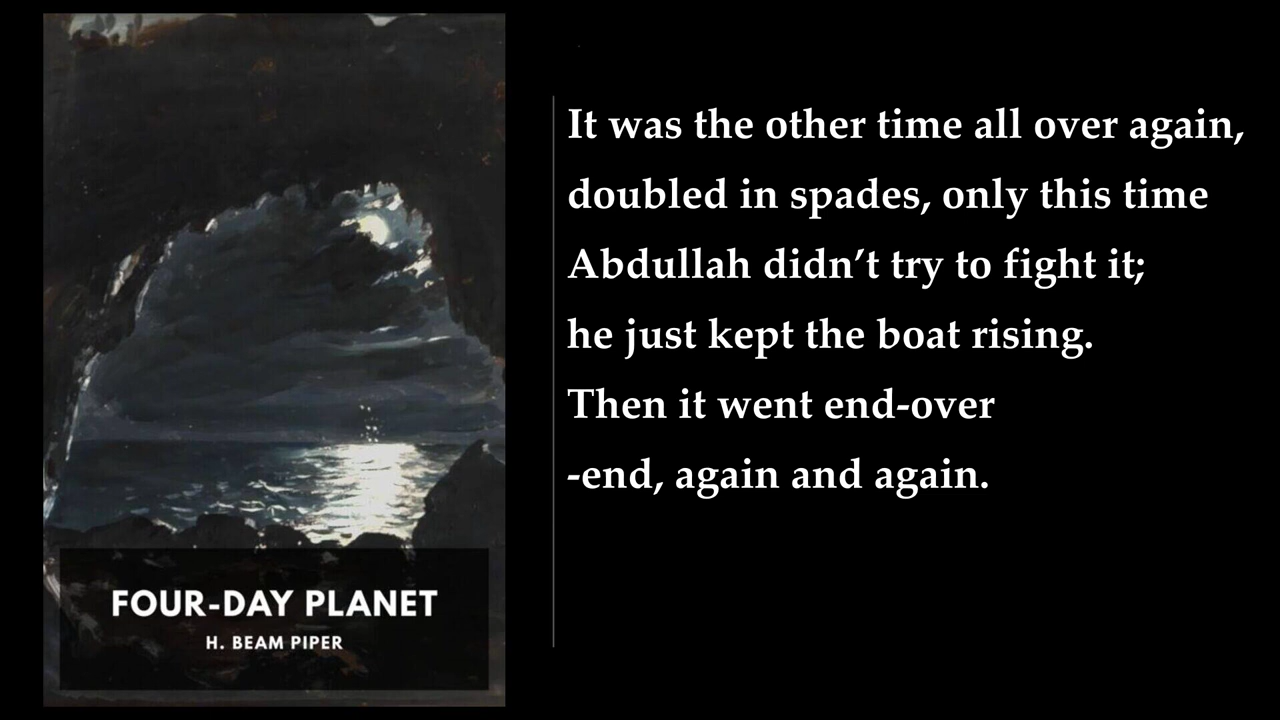 It was the other time all over again,
doubled in spades, only this time
Abdullah didn’t try to fight it;
he just kept the boat rising.
Then it went end-over
-end, again and again.
FOUR-DAY PLANET
H. BEAM PIPER